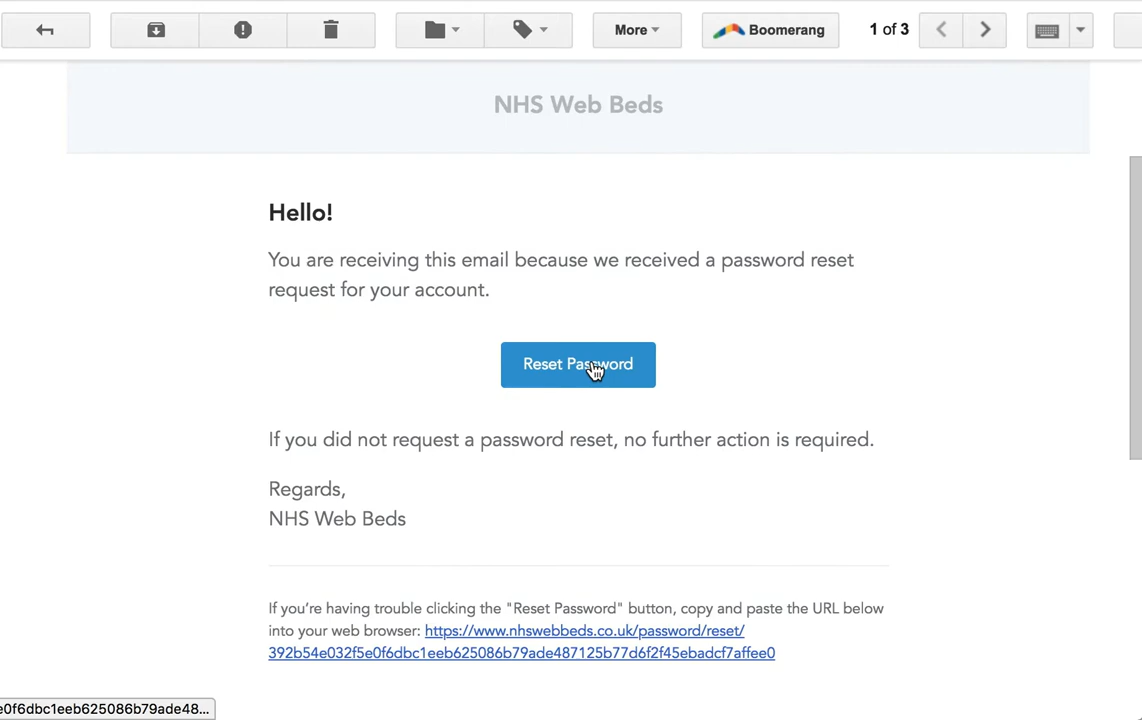 More
Boomerang
1 of 3
NHS Web Beds
Hello!
You are receiving this email because we received a password reset
request for your account.
Reset Password
If you did not request a password reset, no further action is required.
Regards,
NHS Web Beds
If you’re having trouble clicking the "Reset Password" button, copy and paste the URL below
into your web browser: https://www.nhswebbeds.co.uk/password/reset/
392b54e032f5e0f6dbc1eeb625086b79ade487125b77d6f2f45ebadcf7affee0
e0f6dbc1eeb625086b79ade48...